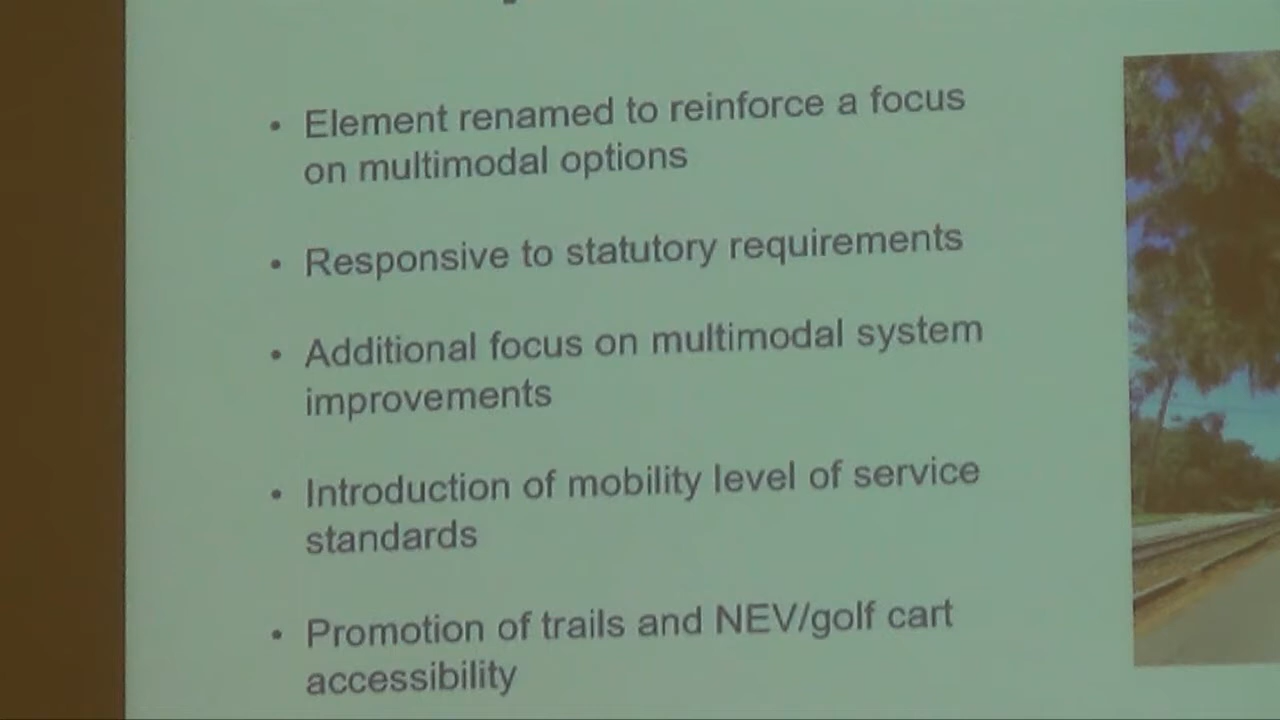 • Element renamed to reinforce a focus
on multimodal options
• Responsive to statutory requirements
• Additional focus on multimodal system
improvements
• Introduction of mobility level of service
standards
• Promotion of trails and NEV/golf cart
accessibility